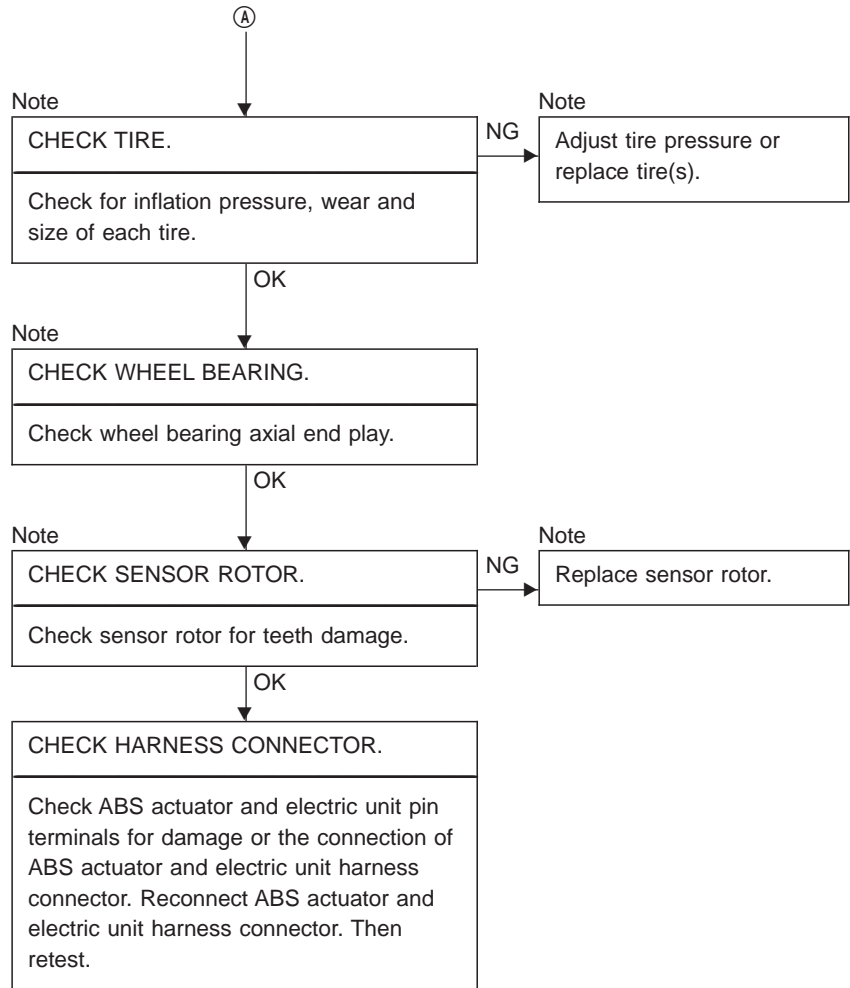 Ⓐ
Note
CHECK TIRE.
Check for inflation pressure, wear and
size of each tire.
NG
Note
Adjust tire pressure or
replace tire(s).
OK
Note
CHECK WHEEL BEARING.
Check wheel bearing axial end play.
OK
Note
CHECK SENSOR ROTOR.
Check sensor rotor for teeth damage.
NG
Note
Replace sensor rotor.
OK
CHECK HARNESS CONNECTOR.
Check ABS actuator and electric unit pin
terminals for damage or the connection of
ABS actuator and electric unit harness
connector. Reconnect ABS actuator and
electric unit harness connector. Then
retest.